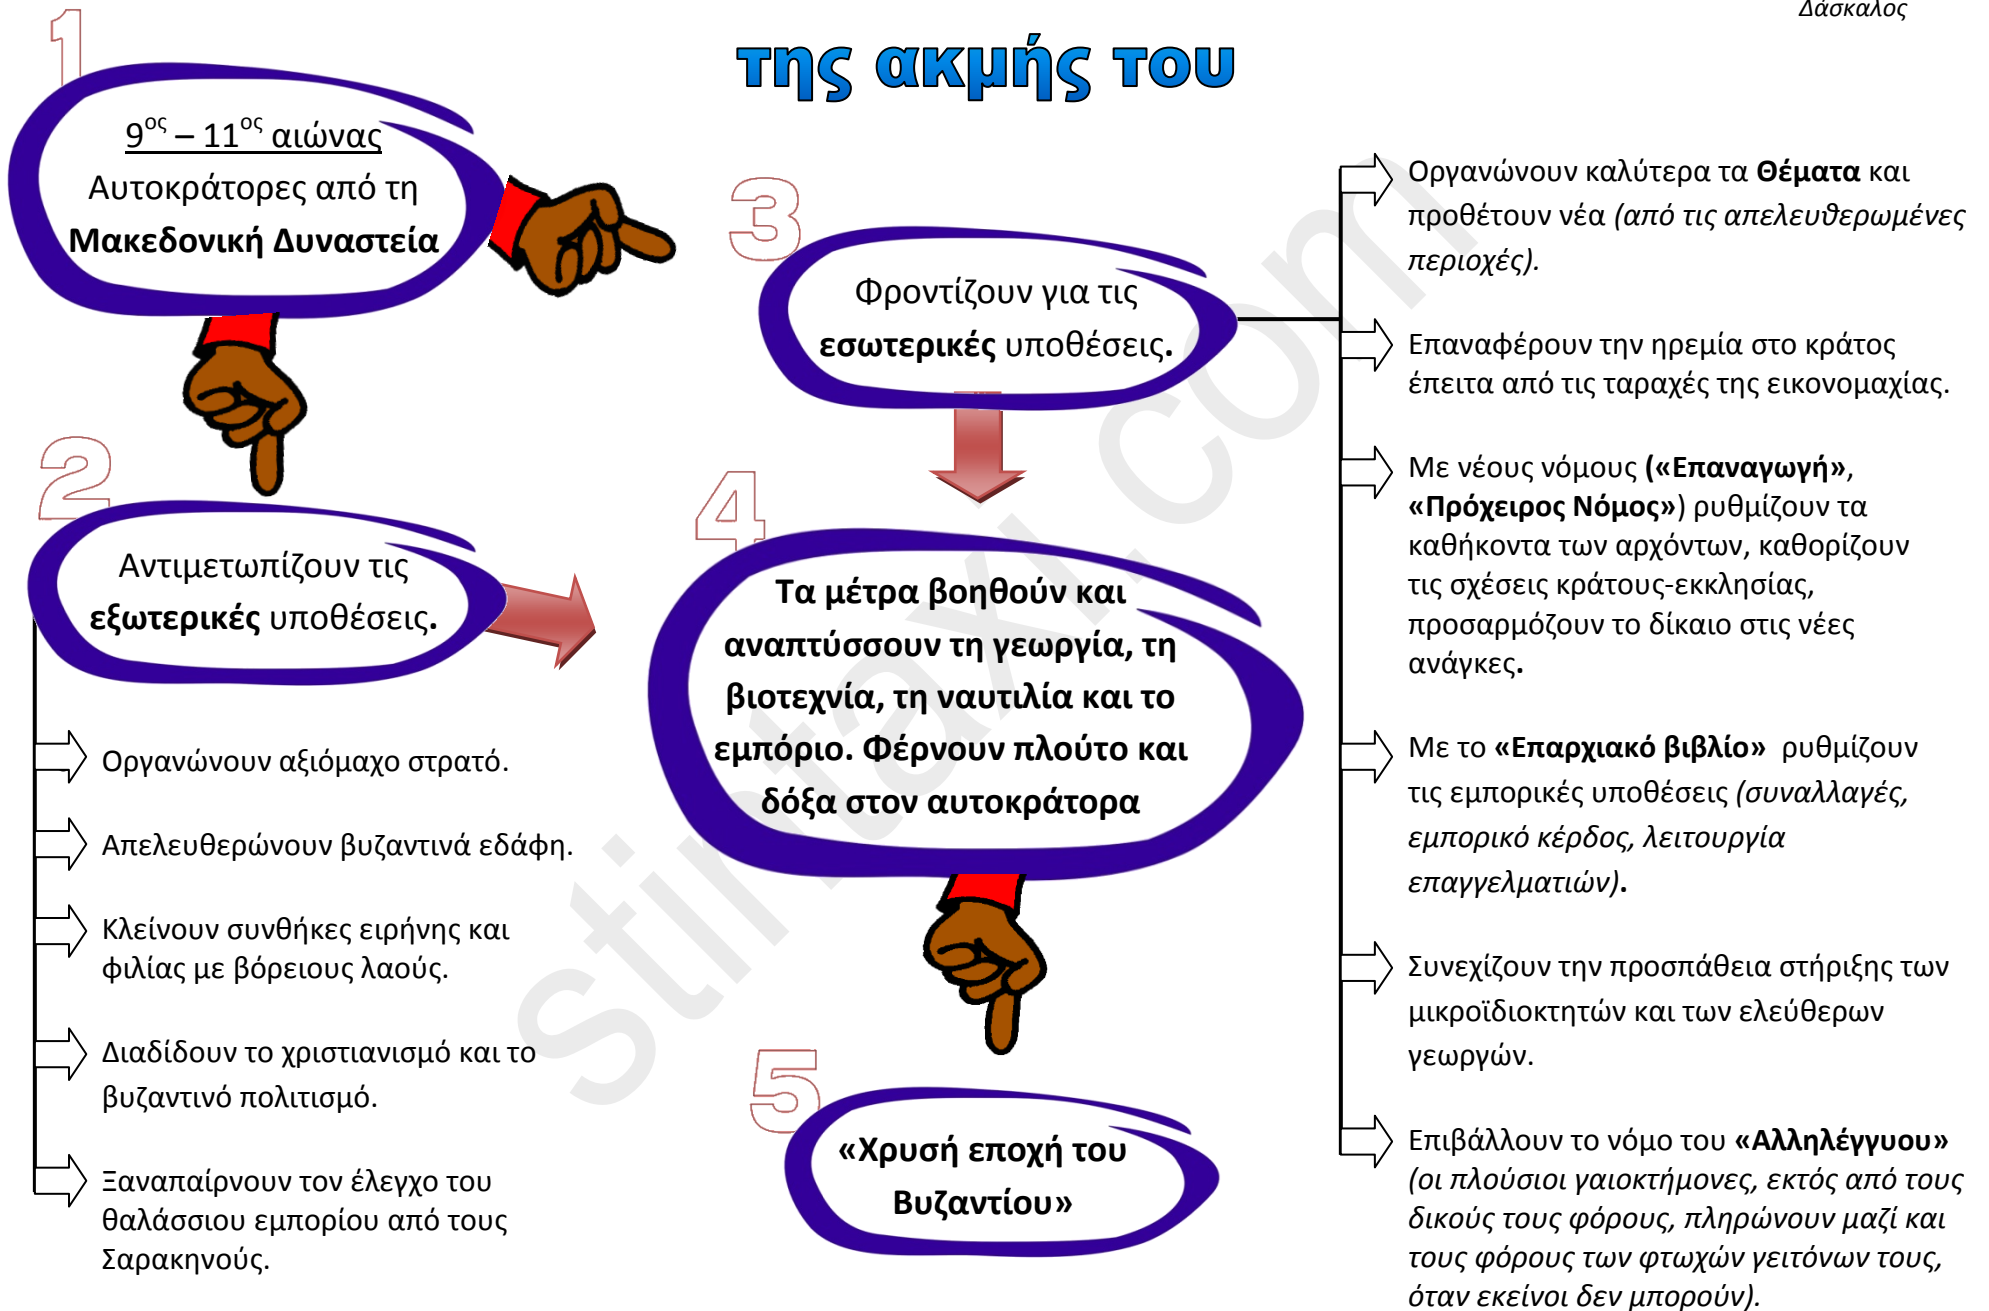 Δάσκαλος
της ακμής του
1
9ος – 11ος αιώνας
Αυτοκράτορες από τη
Μακεδονική Δυναστεία
2
Αντιμετωπίζουν τις
εξωτερικές υποθέσεις.
Οργανώνουν αξιόμαχο στρατό.
Απελευθερώνουν βυζαντινά εδάφη.
Κλείνουν συνθήκες ειρήνης και
φιλίας με βόρειους λαούς.
Διαδίδουν το χριστιανισμό και το
βυζαντινό πολιτισμό.
Ξαναπαίρνουν τον έλεγχο του
θαλάσσιου εμπορίου από τους
Σαρακηνούς.
3
Φροντίζουν για τις
εσωτερικές υποθέσεις.
Οργανώνουν καλύτερα τα Θέματα και
προθέτουν νέα (από τις απελευθερωμένες
περιοχές).
Επαναφέρουν την ηρεμία στο κράτος
έπειτα από τις ταραχές της εικονομαχίας.
Με νέους νόμους («Επαναγωγή»,
«Πρόχειρος Νόμος») ρυθμίζουν τα
καθήκοντα των αρχόντων, καθορίζουν
τις σχέσεις κράτους-εκκλησίας,
προσαρμόζουν το δίκαιο στις νέες
ανάγκες.
Με το «Επαρχιακό βιβλίο» ρυθμίζουν
τις εμπορικές υποθέσεις (συναλλαγές,
εμπορικό κέρδος, λειτουργία
επαγγελματιών).
Συνεχίζουν την προσπάθεια στήριξης των
μικροϊδιοκτητών και των ελεύθερων
γεωργών.
Επιβάλλουν το νόμο του «Αλληλέγγυου»
(οι πλούσιοι γαιοκτήμονες, εκτός από τους
δικούς τους φόρους, πληρώνουν μαζί και
τους φόρους των φτωχών γειτόνων τους,
όταν εκείνοι δεν μπορούν).
4
Τα μέτρα βοηθούν και
αναπτύσσουν τη γεωργία, τη
βιοτεχνία, τη ναυτιλία και το
εμπόριο. Φέρνουν πλούτο και
δόξα στον αυτοκράτορα
5
«Χρυσή εποχή του
Βυζαντίου»
stintaxi.com